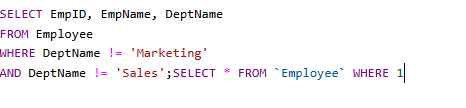 SELECT EmpID, EmpName, DeptName
FROM Employee
WHERE DeptName != 'Marketing'
AND DeptName != 'Sales';SELECT * FROM `Employee` WHERE 1